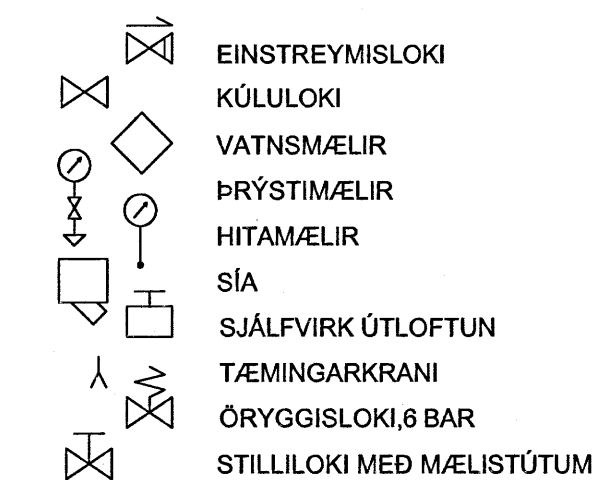 EINSTREYMISLOKI
KÚLULOKI
VATNSMÆLIR
ÞRÝSTIMÆLIR
HITAMÆLIR
SÍA
SJÁLFVIRK ÚTLOFTUN
TÆMINGARKRANI
ÖRYGGISLOKI,6 BAR
STILLILOKI MEÐ MÆLISTÚTUM